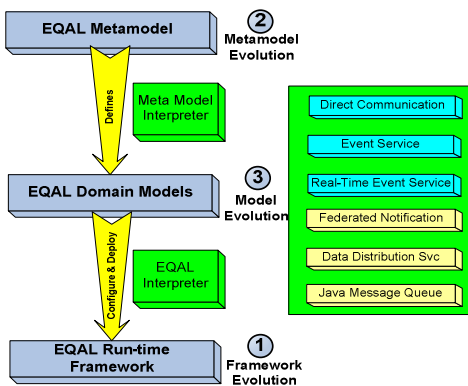 EQAL Metamodel
2
Metamodel
Evolution
Defines
Meta Model
Interpreter
EQAL Domain Models
3
Model
Evolution
Configure & Deploy
EQAL
Interpreter
EQAL Run-time
Framework
1
Framework
Evolution
Direct Communication
Event Service
Real-Time Event Service
Federated Notification
Data Distribution Svc
Java Message Queue